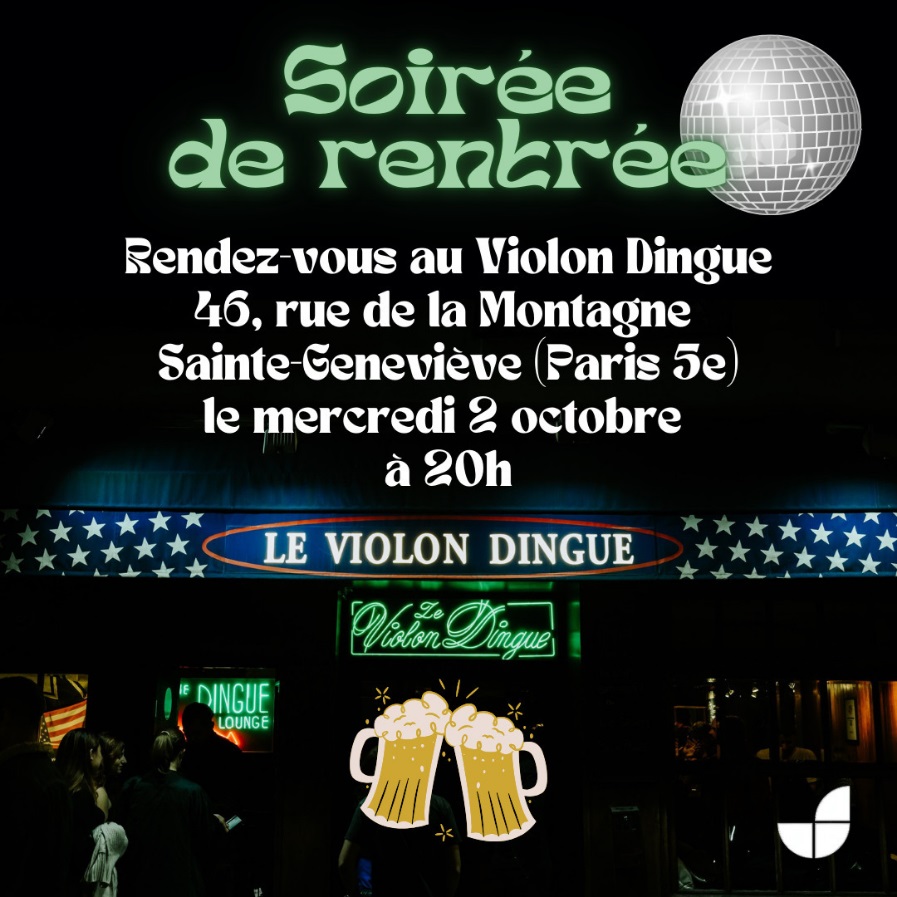 Soirée
de rentrée
Rendez-vous au Violon Dingue
46, rue de la Montagne
Sainte-Geneviève (Paris 5e)
le mercredi 2 octobre
à 20h
LE VIOLON DINGUE
Le
Violon Dingue
DINGUE
LOUNGE